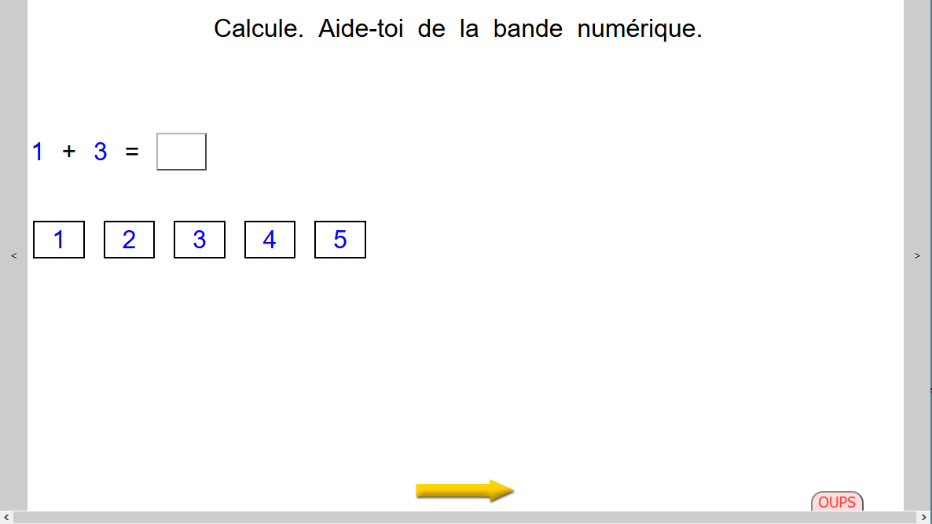 Calcule. Aide-toi de la bande numérique.
1 + 3 =
1 2 3 4 5
< >
OUPS
< >